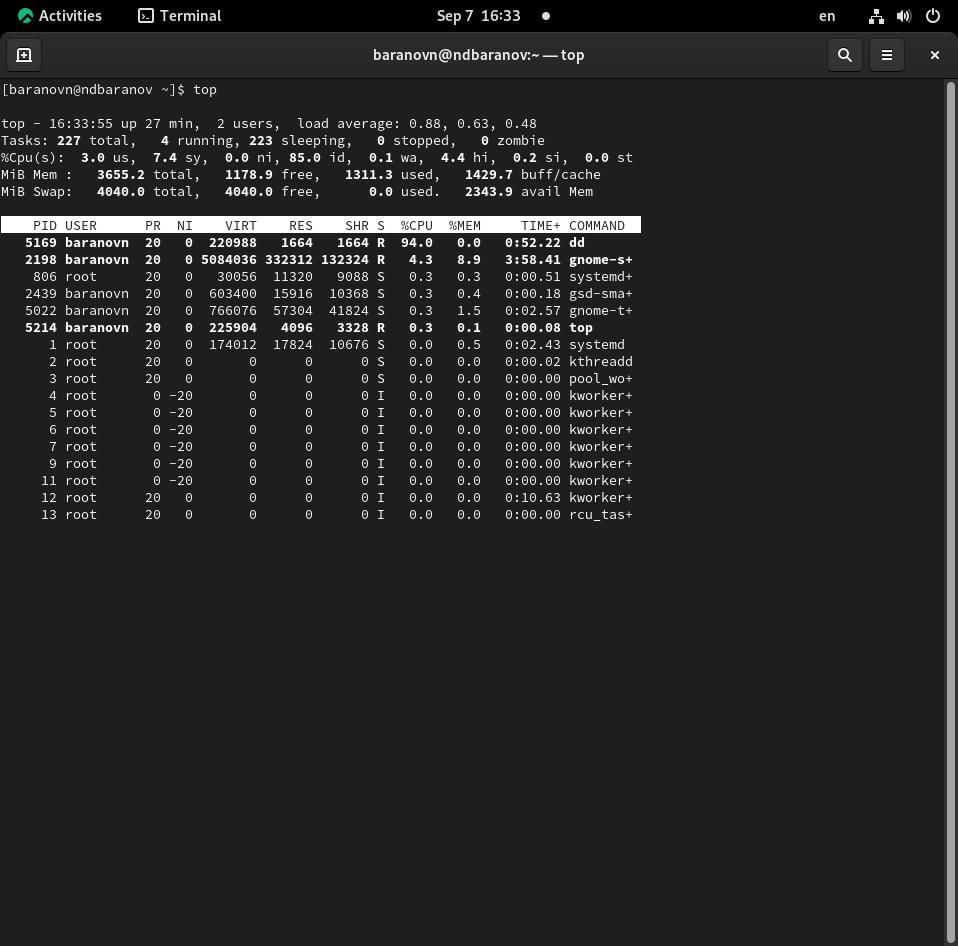 Activities Terminal Sep 7 16:33 en
baranovn@ndbaranov:~ — top
[baranovn@ndbaranov ~]$ top
top - 16:33:55 up 27 min,  2 users,  load average: 0.88, 0.63, 0.48
Tasks: 227 total,   4 running, 223 sleeping,   0 stopped,   0 zombie
%Cpu(s):  3.0 us,  7.4 sy,  0.0 ni, 85.0 id,  0.1 wa,  4.4 hi,  0.2 si,  0.0 st
MiB Mem :   3655.2 total,   1178.9 free,   1311.3 used,   1429.7 buff/cache
MiB Swap:   4040.0 total,   4040.0 free,      0.0 used.   2343.9 avail Mem
    PID USER      PR  NI    VIRT    RES    SHR S  %CPU  %MEM     TIME+ COMMAND
   5169 baranovn  20   0  220988   1664   1664 R  94.0   0.0   0:52.22 dd
   2198 baranovn  20   0 5084036 332312 132324 R   4.3   8.9   3:58.41 gnome-s+
    806 root      20   0   30056  11320   9088 S   0.3   0.3   0:00.51 systemd+
   2439 baranovn  20   0  603400  15916  10368 S   0.3   0.4   0:00.18 gsd-sma+
   5022 baranovn  20   0  766076  57304  41824 S   0.3   1.5   0:02.57 gnome-t+
   5214 baranovn  20   0  225904   4096   3328 R   0.3   0.1   0:00.08 top
      1 root      20   0  174012  17824  10676 S   0.0   0.5   0:02.43 systemd
      2 root      20   0       0      0      0 S   0.0   0.0   0:00.02 kthreadd
      3 root      20   0       0      0      0 S   0.0   0.0   0:00.00 pool_wo+
      4 root       0 -20       0      0      0 I   0.0   0.0   0:00.00 kworker+
      5 root       0 -20       0      0      0 I   0.0   0.0   0:00.00 kworker+
      6 root       0 -20       0      0      0 I   0.0   0.0   0:00.00 kworker+
      7 root       0 -20       0      0      0 I   0.0   0.0   0:00.00 kworker+
      9 root       0 -20       0      0      0 I   0.0   0.0   0:00.00 kworker+
     11 root       0 -20       0      0      0 I   0.0   0.0   0:00.00 kworker+
     12 root      20   0       0      0      0 I   0.0   0.0   0:10.63 kworker+
     13 root      20   0       0      0      0 I   0.0   0.0   0:00.00 rcu_tas+